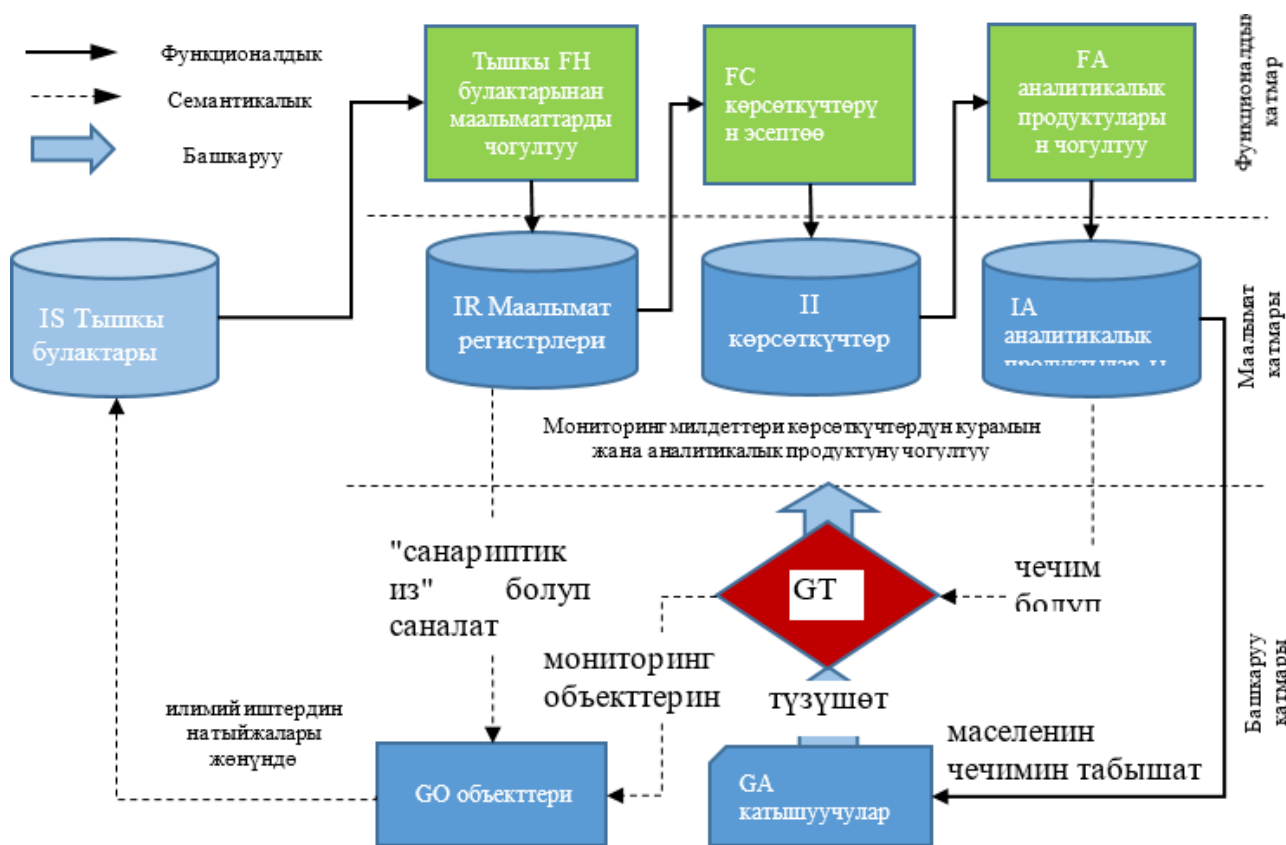 Функционалдык
Семантикалык
Башкаруу
Тышкы FH
булактарынан
маалыматтарды
чогултуу
FC
көрсөткүчтөрү
н эсептөө
FA
аналитикалык
продуктулары
н чогултуу
Функционалдык
катмар
IS Тышкы
булактары
IR Маалымат
регистрлери
II
көрсөткүчтөр
IA
аналитикалык
Маалымат
катмары
Мониторинг милдеттери көрсөткүчтөрдүн курамын
жана аналитикалык продуктуну чогултуу
"санариптик
из" болуп
саналат
GT
чечим
болуп
мониторинг
объекттерин
түзүшөт
Башкаруу
катмары
илимий иштердин
натыйжалары
жөнүндө
маселенин
чечимин табышат
GO объекттери
GA
катышуучулар